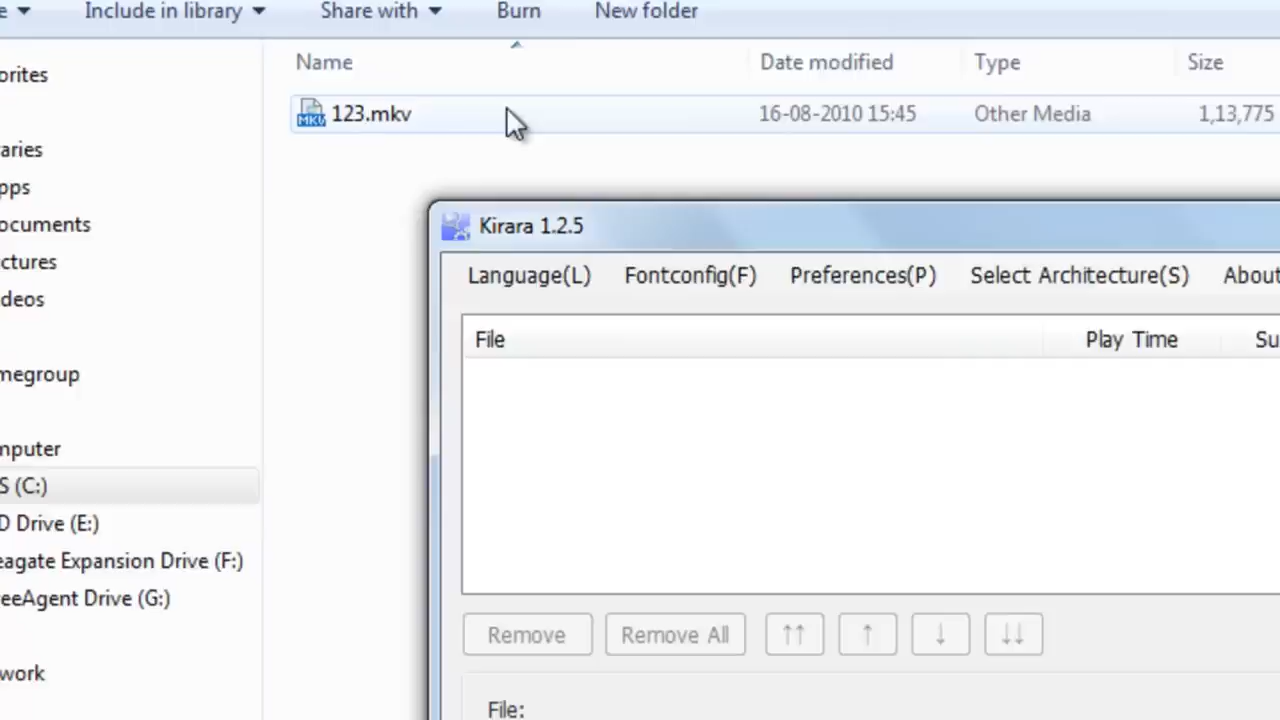 e Include in library Share with Burn New folder
Name Date modified Type Size
orites
MKV 123.mkv 16-08-2010 15:45 Other Media 1,13,775
aries
pps
ocuments
ctures
deos
megroup
mputer
S (C:)
D Drive (E:)
eagate Expansion Drive (F:)
eeAgent Drive (G:)
work
Kirara 1.2.5
Language(L) Fontconfig(F) Preferences(P) Select Architecture(S) About
File Play Time Su
Remove Remove All ↑↑ ↑ ↓ ↓↓
File: